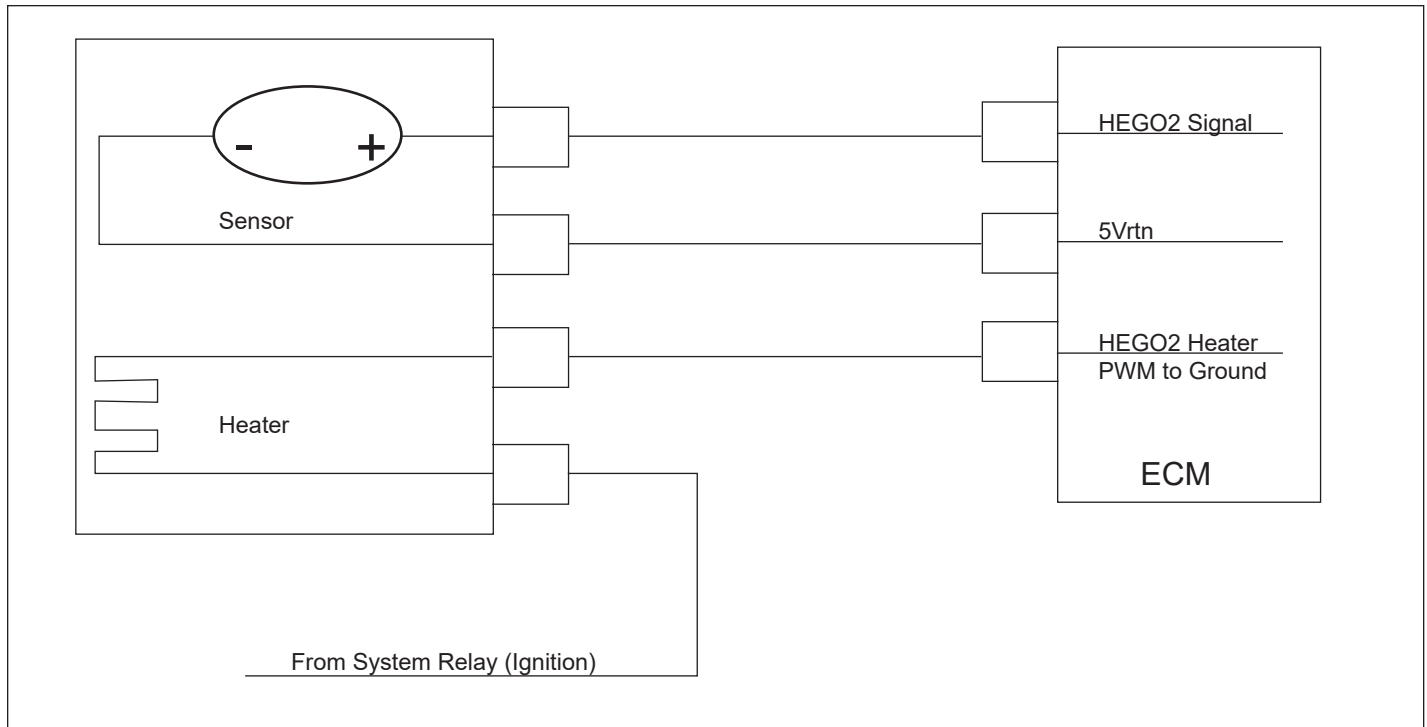 - +
Sensor
Heater
From System Relay (Ignition)
HEGO2 Signal
5Vrtn
HEGO2 Heater
PWM to Ground
ECM